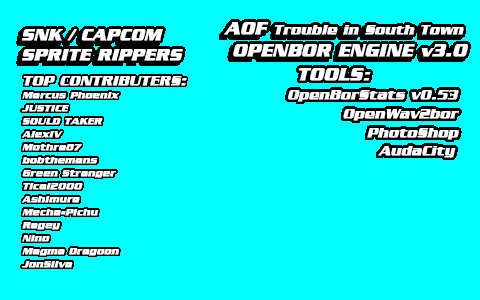 SNK / CAPCOM
SPRITE RIPPERS
TOP CONTRIBUTERS:
Marcus Phoenix
JUSTICE
SOULD TAKER
AlexIV
Mothra87
bobthemans
Green Stranger
Tical2000
Ashimura
Mecha-Pichu
Ragey
Nino
Magma Dragoon
JonSilva
AOF Trouble in South Town
OPENBOR ENGINE v3.0
TOOLS:
OpenBorStats v0.53
OpenWav2bor
PhotoShop
AudaCity